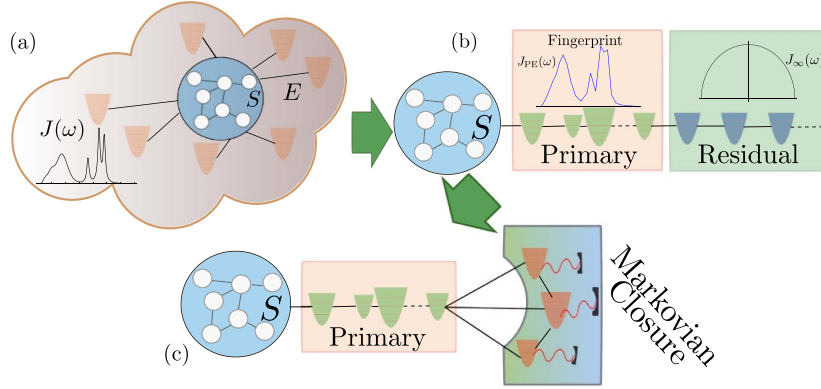 (a)
S
E
J(ω)
(b)
Fingerprint
J_PE(ω)
J_∞(ω)
S
Primary
Residual
S
Primary
(c)
Markovian
Closure